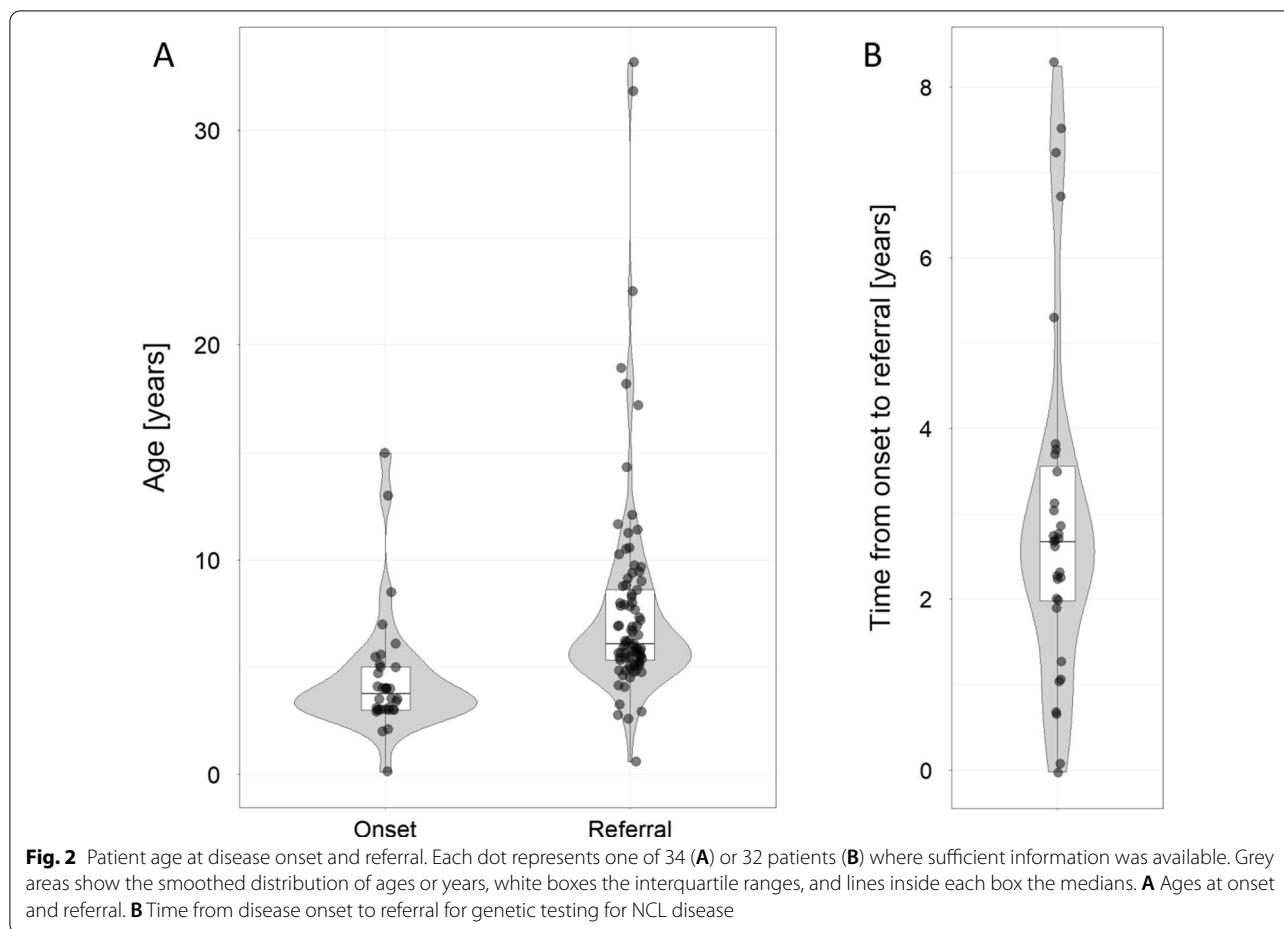 A
Age [years]
30
20
10
0
Onset
Referral
B
Time from onset to referral [years]
8
6
4
2
0
Fig. 2 Patient age at disease onset and referral. Each dot represents one of 34 (A) or 32 patients (B) where sufficient information was available. Grey
areas show the smoothed distribution of ages or years, white boxes the interquartile ranges, and lines inside each box the medians. A Ages at onset
and referral. B Time from disease onset to referral for genetic testing for NCL disease